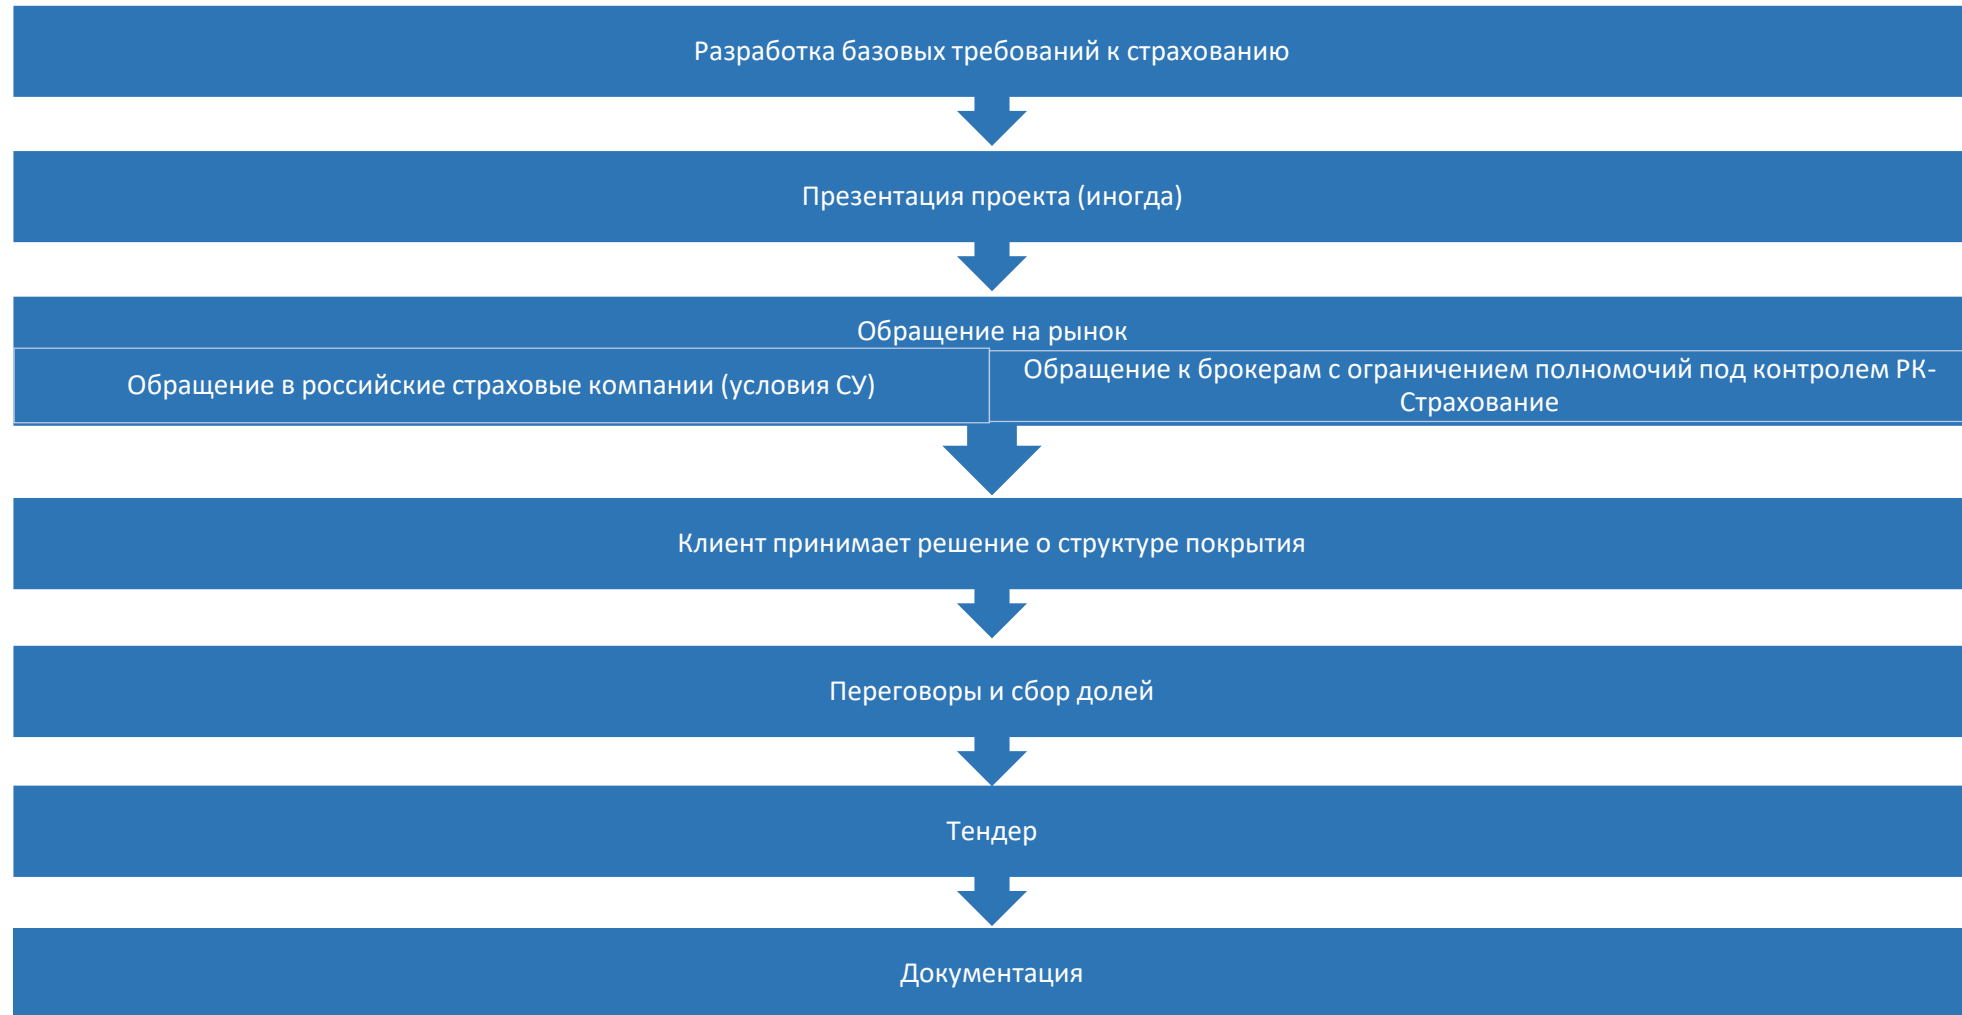 Разработка базовых требований к страхованию
Презентация проекта (иногда)
Обращение на рынок
Обращение в российские страховые компании (условия СУ)
Обращение к брокерам с ограничением полномочий под контролем РК-
Страхование
Клиент принимает решение о структуре покрытия
Переговоры и сбор долей
Тендер
Документация